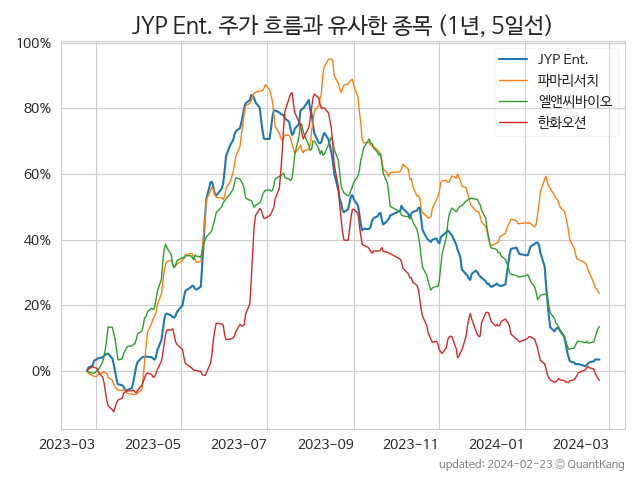 JYP Ent. 주가 흐름과 유사한 종목 (1년, 5일선)
100%
80%
60%
40%
20%
0%
JYP Ent.
파마리서치
엘앤씨바이오
한화오션
2023-03 2023-05 2023-07 2023-09 2023-11 2024-01 2024-03
updated: 2024-02-23 © QuantKang